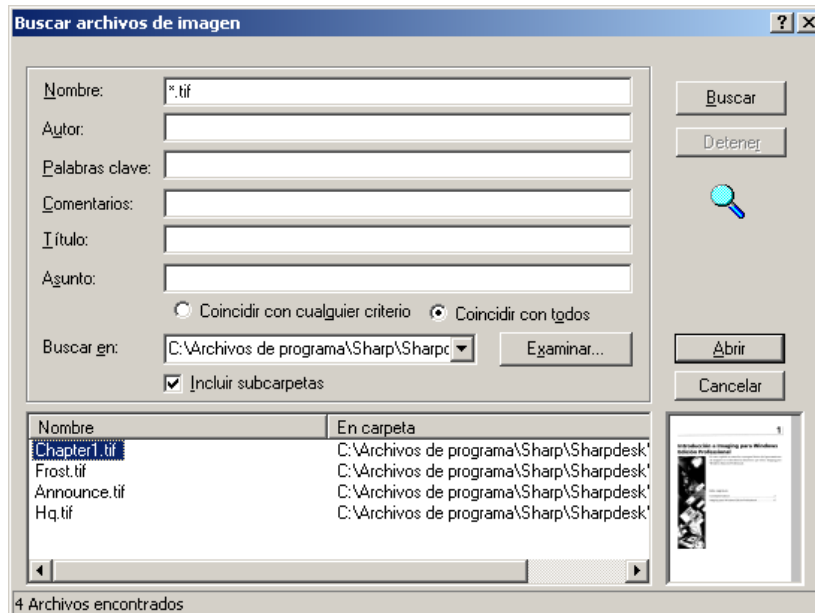 Buscar archivos de imagen
Nombre: *.tif
Buscar
Autor:
Detener
Palabras clave:
Comentarios:
Título:
Asunto:
Coincidir con cualquier criterio Coincidir con todos
Buscar en: C:\Archivos de programa\Sharp\Sharpd Examinar... Abrir
Incluir subcarpetas Cancelar
Nombre En carpeta
Chapter1.tif C:\Archivos de programa\Sharp\Sharpdesk'
Frost.tif C:\Archivos de programa\Sharp\Sharpdesk'
Announce.tif C:\Archivos de programa\Sharp\Sharpdesk'
Hq.tif C:\Archivos de programa\Sharp\Sharpdesk'
1
Introducción a Imaging para Windows
Edición Professional
4 Archivos encontrados